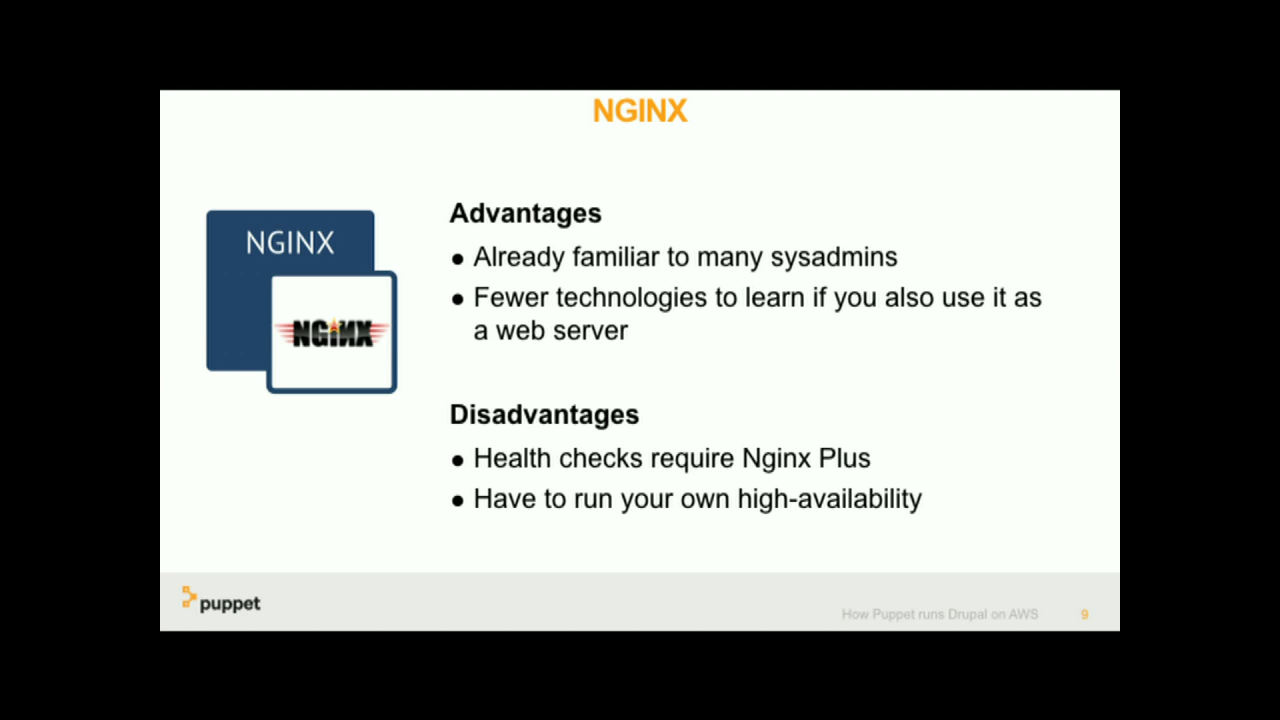 NGINX
NGINX
NGINX
Advantages
● Already familiar to many sysadmins
● Fewer technologies to learn if you also use it as
a web server
Disadvantages
● Health checks require Nginx Plus
● Have to run your own high-availability
puppet
How Puppet runs Drupal on AWS
9